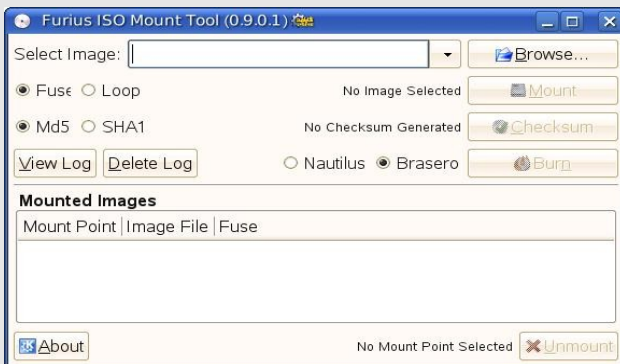 Furius ISO Mount Tool (0.9.0.1)
Select Image: Browse...
Fuse Loop No Image Selected Mount
Md5 SHA1 No Checksum Generated Checksum
View Log Delete Log Nautilus Brasero Burn
Mounted Images
Mount Point Image File Fuse
About No Mount Point Selected Unmount